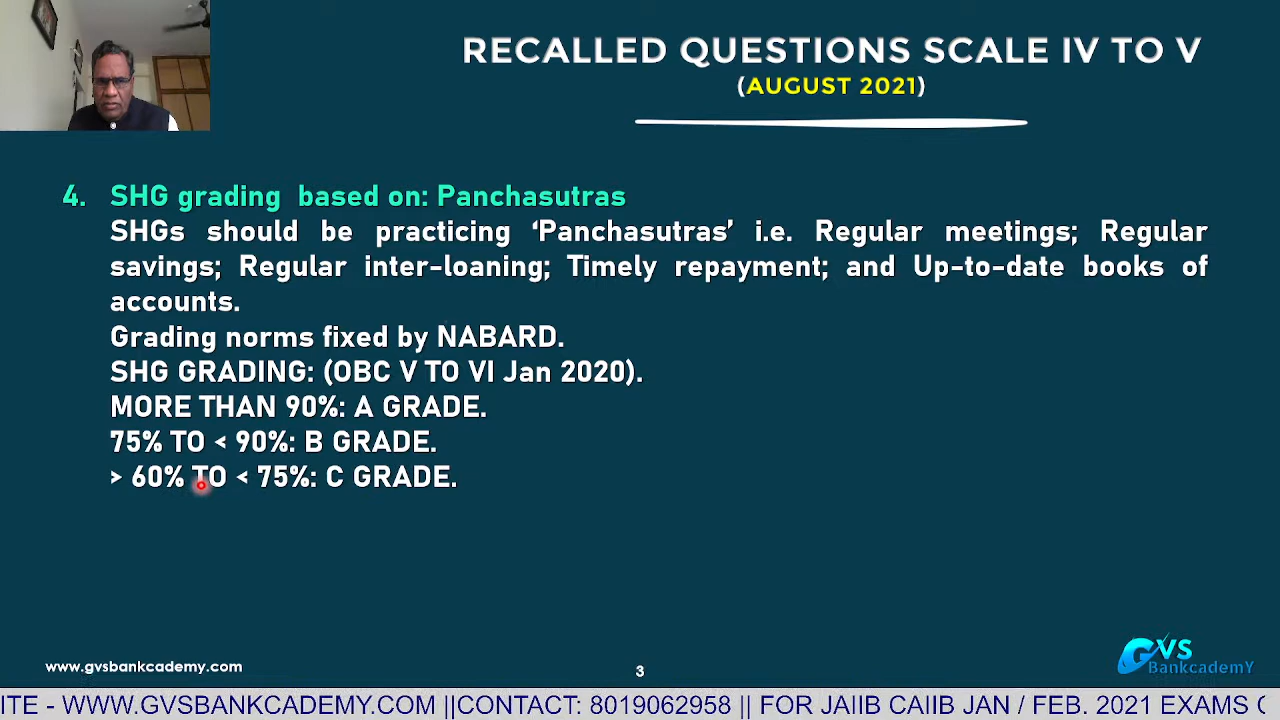 RECALLED QUESTIONS SCALE IV TO V
(AUGUST 2021)
4. SHG grading based on: Panchasutras
SHGs should be practicing ‘Panchasutras’ i.e. Regular meetings; Regular
savings; Regular inter-loaning; Timely repayment; and Up-to-date books of
accounts.
Grading norms fixed by NABARD.
SHG GRADING: (OBC V TO VI Jan 2020).
MORE THAN 90%: A GRADE.
75% TO < 90%: B GRADE.
> 60% TO < 75%: C GRADE.
www.gvsbankcademy.com
3
GVS
BankcademY
ITE - WWW.GVSBANKCADEMY.COM ||CONTACT: 8019062958 || FOR JAIIB CAIIB JAN / FEB. 2021 EXAMS